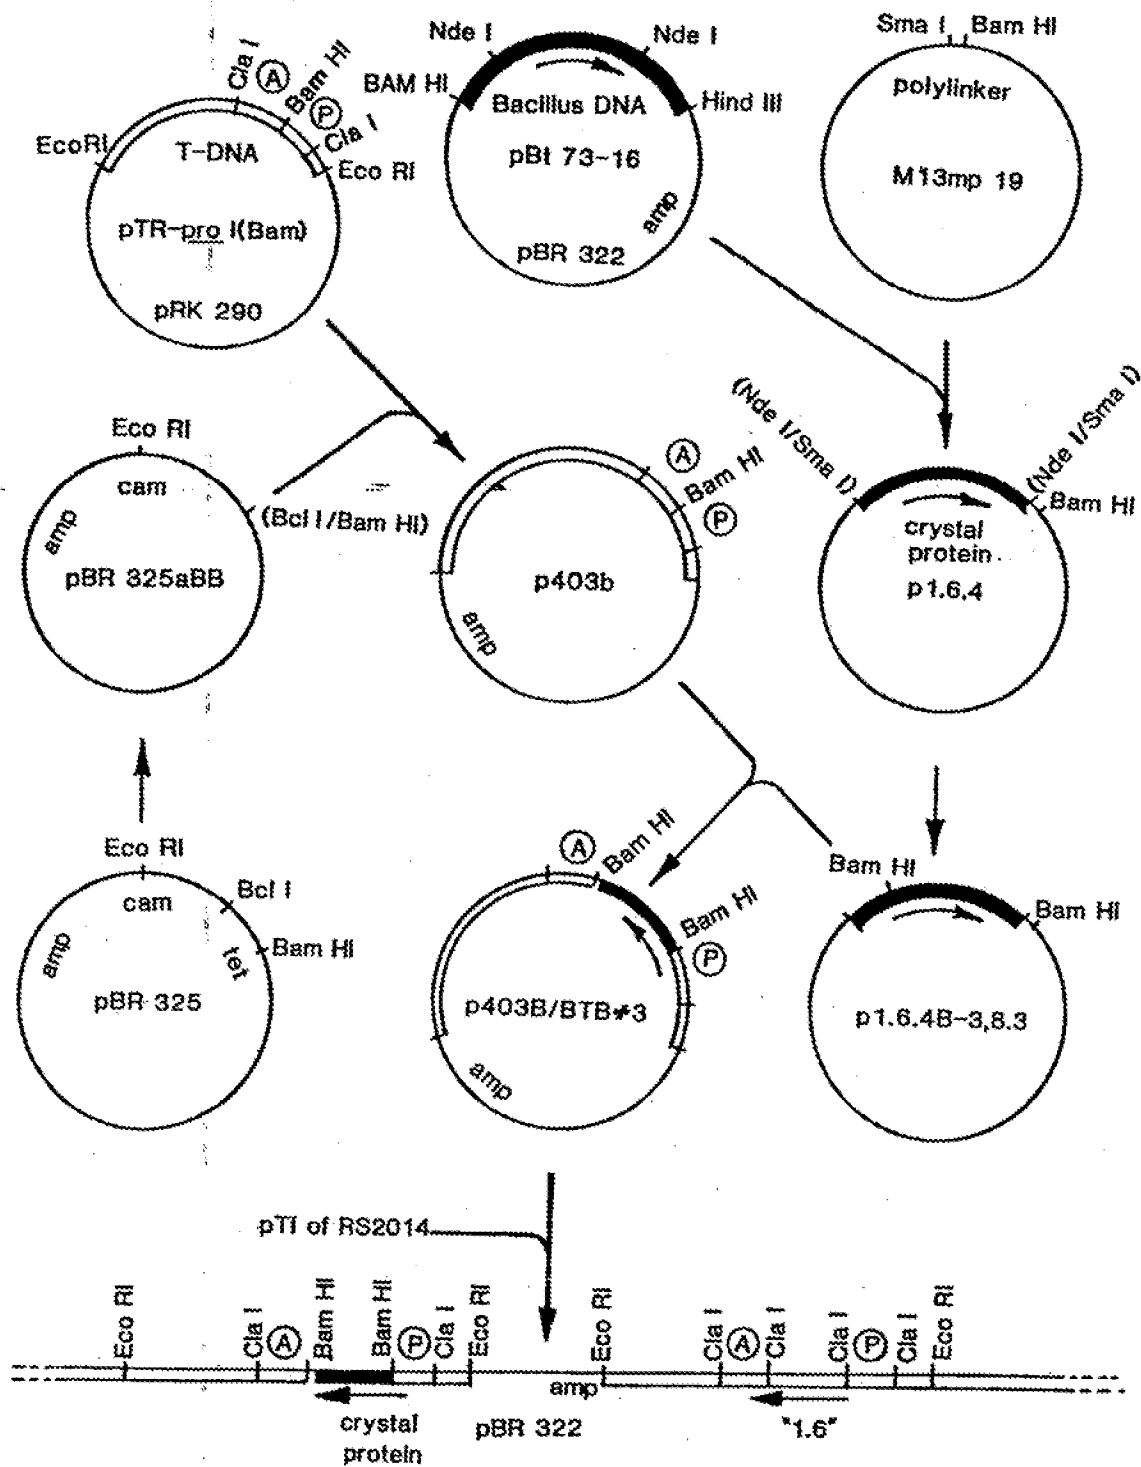 Cla I
A
Bam HI
P
Cla I
EcoRI
Eco RI
T-DNA
pTR-pro I(Bam)
pRK 290
Nde I
Nde I
BAM HI
Hind III
Bacillus DNA
pBt 73-16
amp
pBR 322
Sma I
Bam HI
polylinker
M13mp 19
Eco RI
cam
amp
(Bcl I/Bam HI)
pBR 325aBB
A
Bam HI
P
p403b
amp
(Nde I/Sma I)
(Nde I/Sma I)
Bam HI
crystal
protein
p1.6.4
Eco RI
cam
Bcl I
Bam HI
amp
tet
pBR 325
A
Bam HI
Bam HI
P
p403B/BTB#3
amp
Bam HI
Bam HI
p1.6.4B-3,8.3
pTi of RS2014
Eco RI
Cla I
A
Bam HI
Bam HI
P
Cla I
Eco RI
Eco RI
Cla I
A
Cla I
Cla I
P
Cla I
Eco RI
amp
crystal
protein
pBR 322
"1.6"